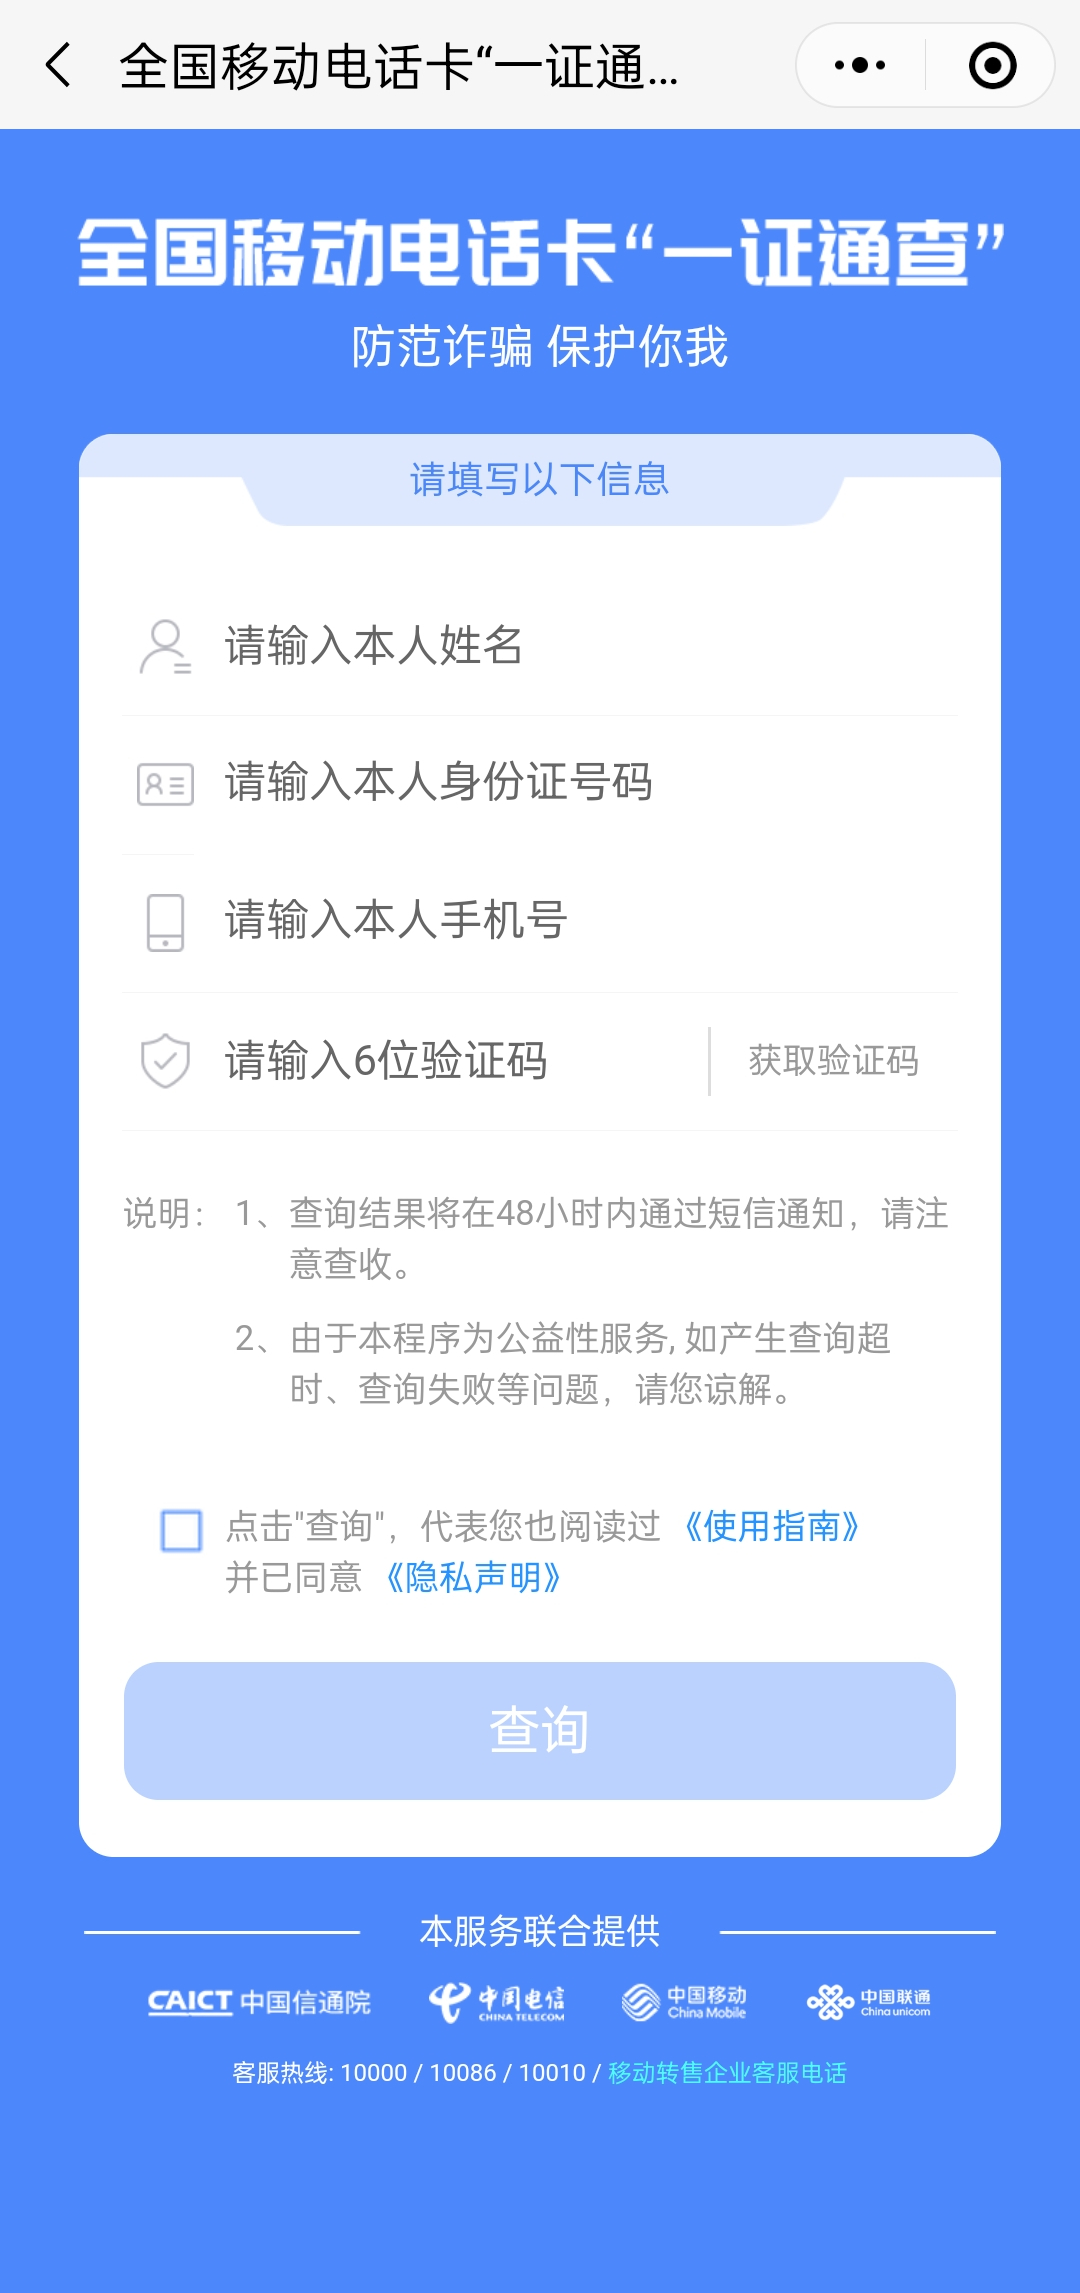 全国移动电话卡“一证通...
全国移动电话卡“一证通查”
防范诈骗 保护你我
请填写以下信息
请输入本人姓名
请输入本人身份证号码
请输入本人手机号
请输入6位验证码
获取验证码
说明： 1、查询结果将在48小时内通过短信通知，请注
意查收。
2、由于本程序为公益性服务, 如产生查询超
时、查询失败等问题，请您谅解。
点击"查询"，代表您也阅读过《使用指南》
并已同意《隐私声明》
查询
本服务联合提供
CAICT 中国信通院
中国电信
CHINA TELECOM
中国移动
China Mobile
中国联通
China unicom
客服热线: 10000 / 10086 / 10010 / 移动转售企业客服电话